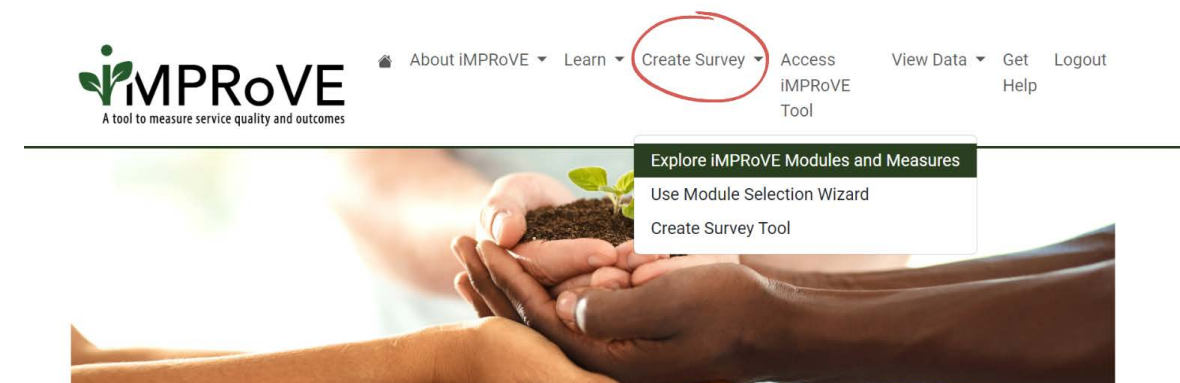 iMPRoVE
A tool to measure service quality and outcomes
About iMPRoVE
Learn
Create Survey
Access
iMPRoVE
Tool
View Data
Get
Help
Logout
Explore iMPRoVE Modules and Measures
Use Module Selection Wizard
Create Survey Tool